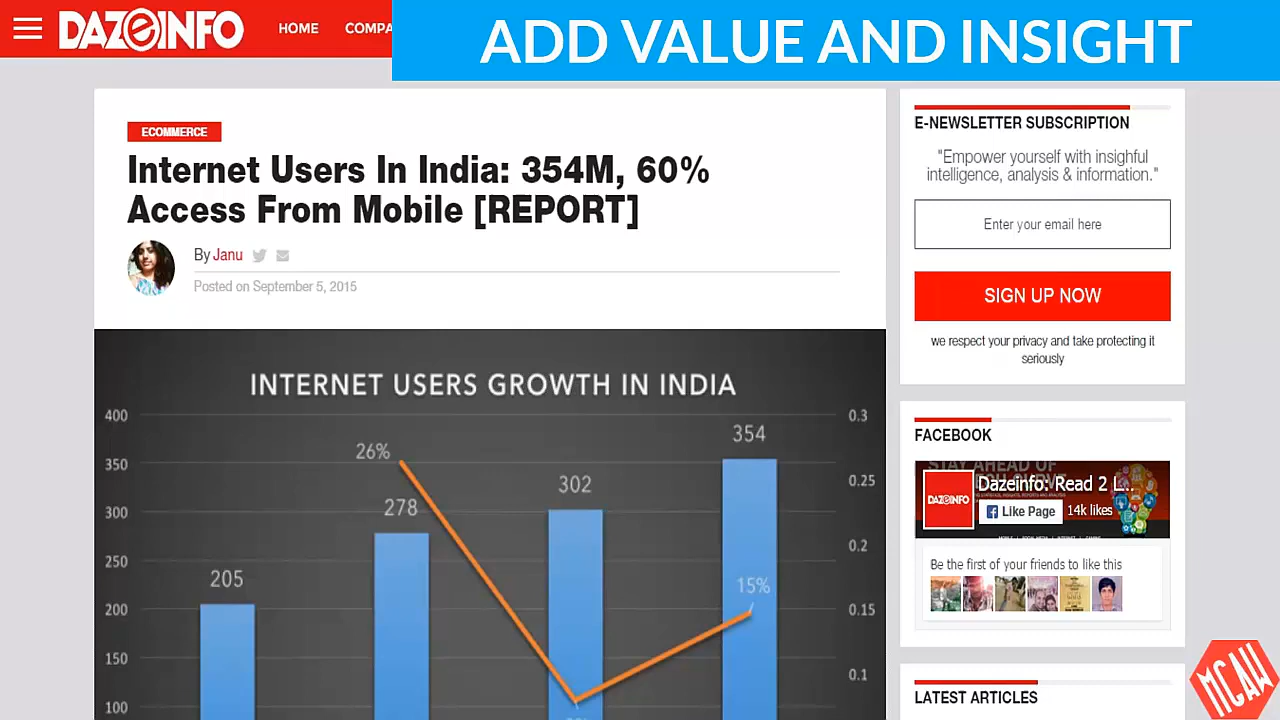 DAZEINFO
HOME
ADD VALUE AND INSIGHT
ECOMMERCE
Internet Users In India: 354M, 60%
Access From Mobile [REPORT]
By Janu
Posted on September 5, 2015
INTERNET USERS GROWTH IN INDIA
400
350
300
250
200
150
100
205
26%
278
302
354
15%
0.3
0.25
0.2
0.15
0.1
E-NEWSLETTER SUBSCRIPTION
"Empower yourself with insightful
intelligence, analysis & information."
Enter your email here
SIGN UP NOW
we respect your privacy and take protecting it
seriously
FACEBOOK
STAY AHEAD OF
DAZEINFO
Dazeinfo: Read 2 L...
Like Page
14k likes
Be the first of your friends to like this
LATEST ARTICLES
MCAW